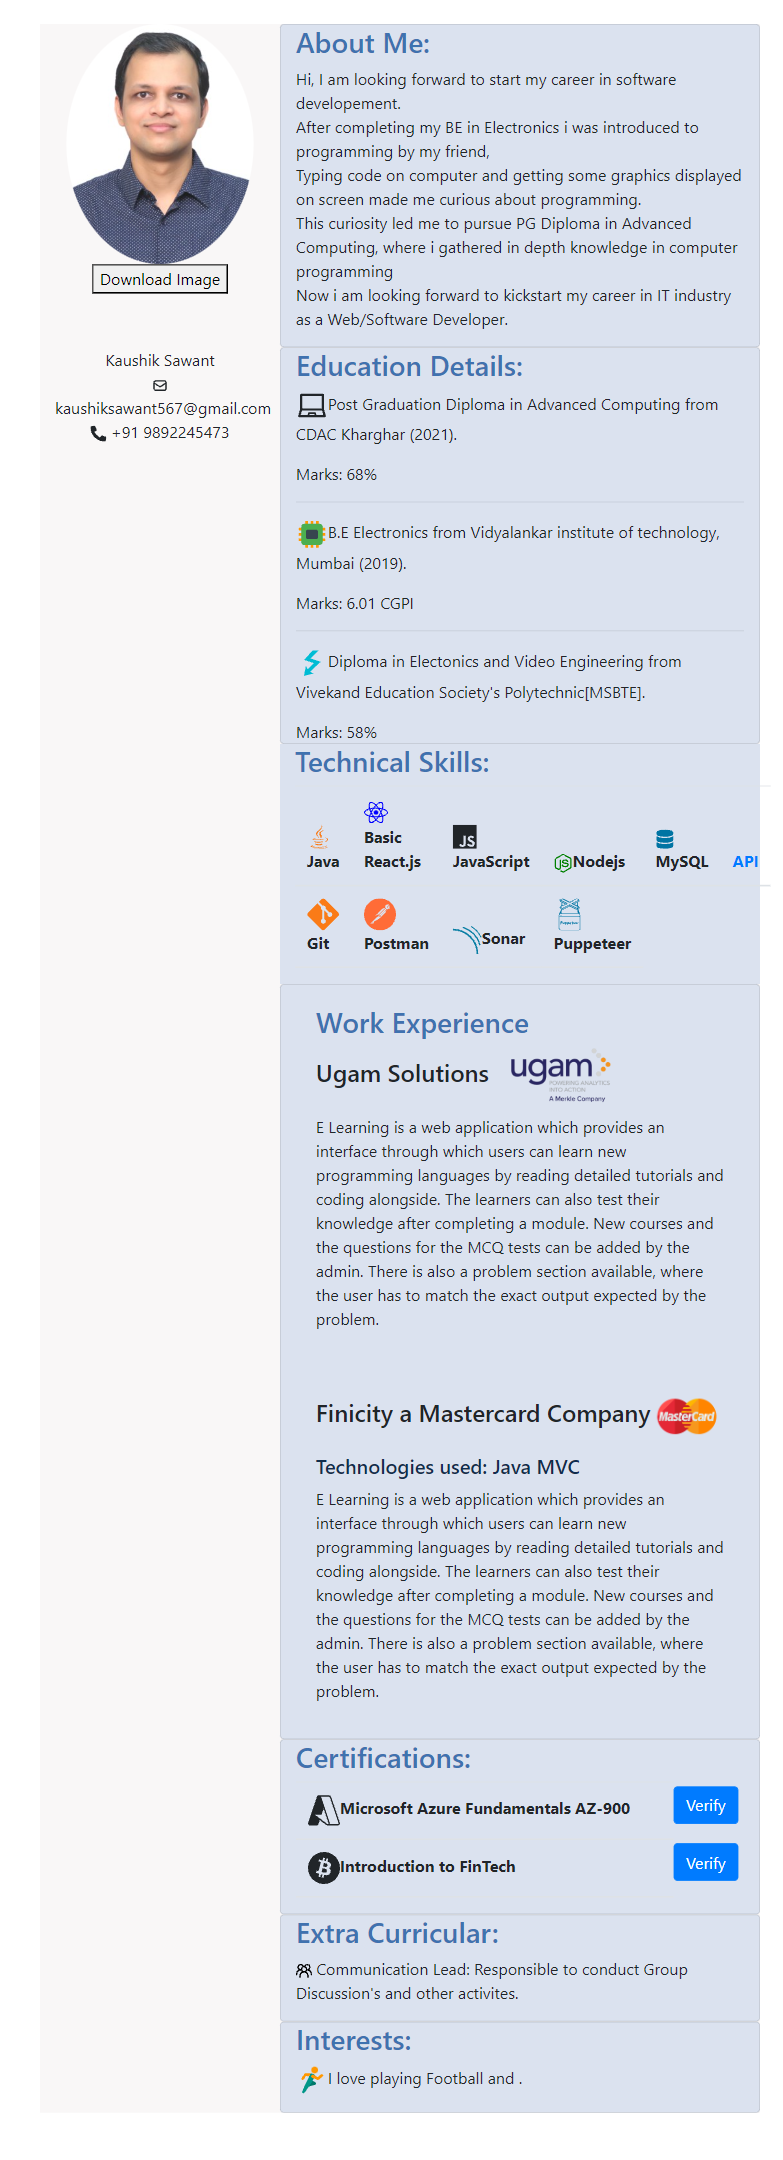 Download Image
Kaushik Sawant
kaushiksawant567@gmail.com
+91 9892245473
About Me:
Hi, I am looking forward to start my career in software
developement.
After completing my BE in Electronics i was introduced to
programming by my friend,
Typing code on computer and getting some graphics displayed
on screen made me curious about programming.
This curiosity led me to pursue PG Diploma in Advanced
Computing, where i gathered in depth knowledge in computer
programming
Now i am looking forward to kickstart my career in IT industry
as a Web/Software Developer.
Education Details:
Post Graduation Diploma in Advanced Computing from
CDAC Kharghar (2021).
Marks: 68%
B.E Electronics from Vidyalankar institute of technology,
Mumbai (2019).
Marks: 6.01 CGPI
Diploma in Electonics and Video Engineering from
Vivekand Education Society's Polytechnic[MSBTE].
Marks: 58%
Technical Skills:
JS
JS
Basic
Java React.js JavaScript Nodejs MySQL API
Puppeteer
Git Postman Sonar Puppeteer
Work Experience
Ugam Solutions
ugam
POWERING ANALYTICS
INTO ACTION
A Merkle Company
E Learning is a web application which provides an
interface through which users can learn new
programming languages by reading detailed tutorials and
coding alongside. The learners can also test their
knowledge after completing a module. New courses and
the questions for the MCQ tests can be added by the
admin. There is also a problem section available, where
the user has to match the exact output expected by the
problem.
Finicity a Mastercard Company MasterCard
Technologies used: Java MVC
E Learning is a web application which provides an
interface through which users can learn new
programming languages by reading detailed tutorials and
coding alongside. The learners can also test their
knowledge after completing a module. New courses and
the questions for the MCQ tests can be added by the
admin. There is also a problem section available, where
the user has to match the exact output expected by the
problem.
Certifications:
Microsoft Azure Fundamentals AZ-900 Verify
Introduction to FinTech Verify
Extra Curricular:
Communication Lead: Responsible to conduct Group
Discussion's and other activites.
Interests:
I love playing Football and .